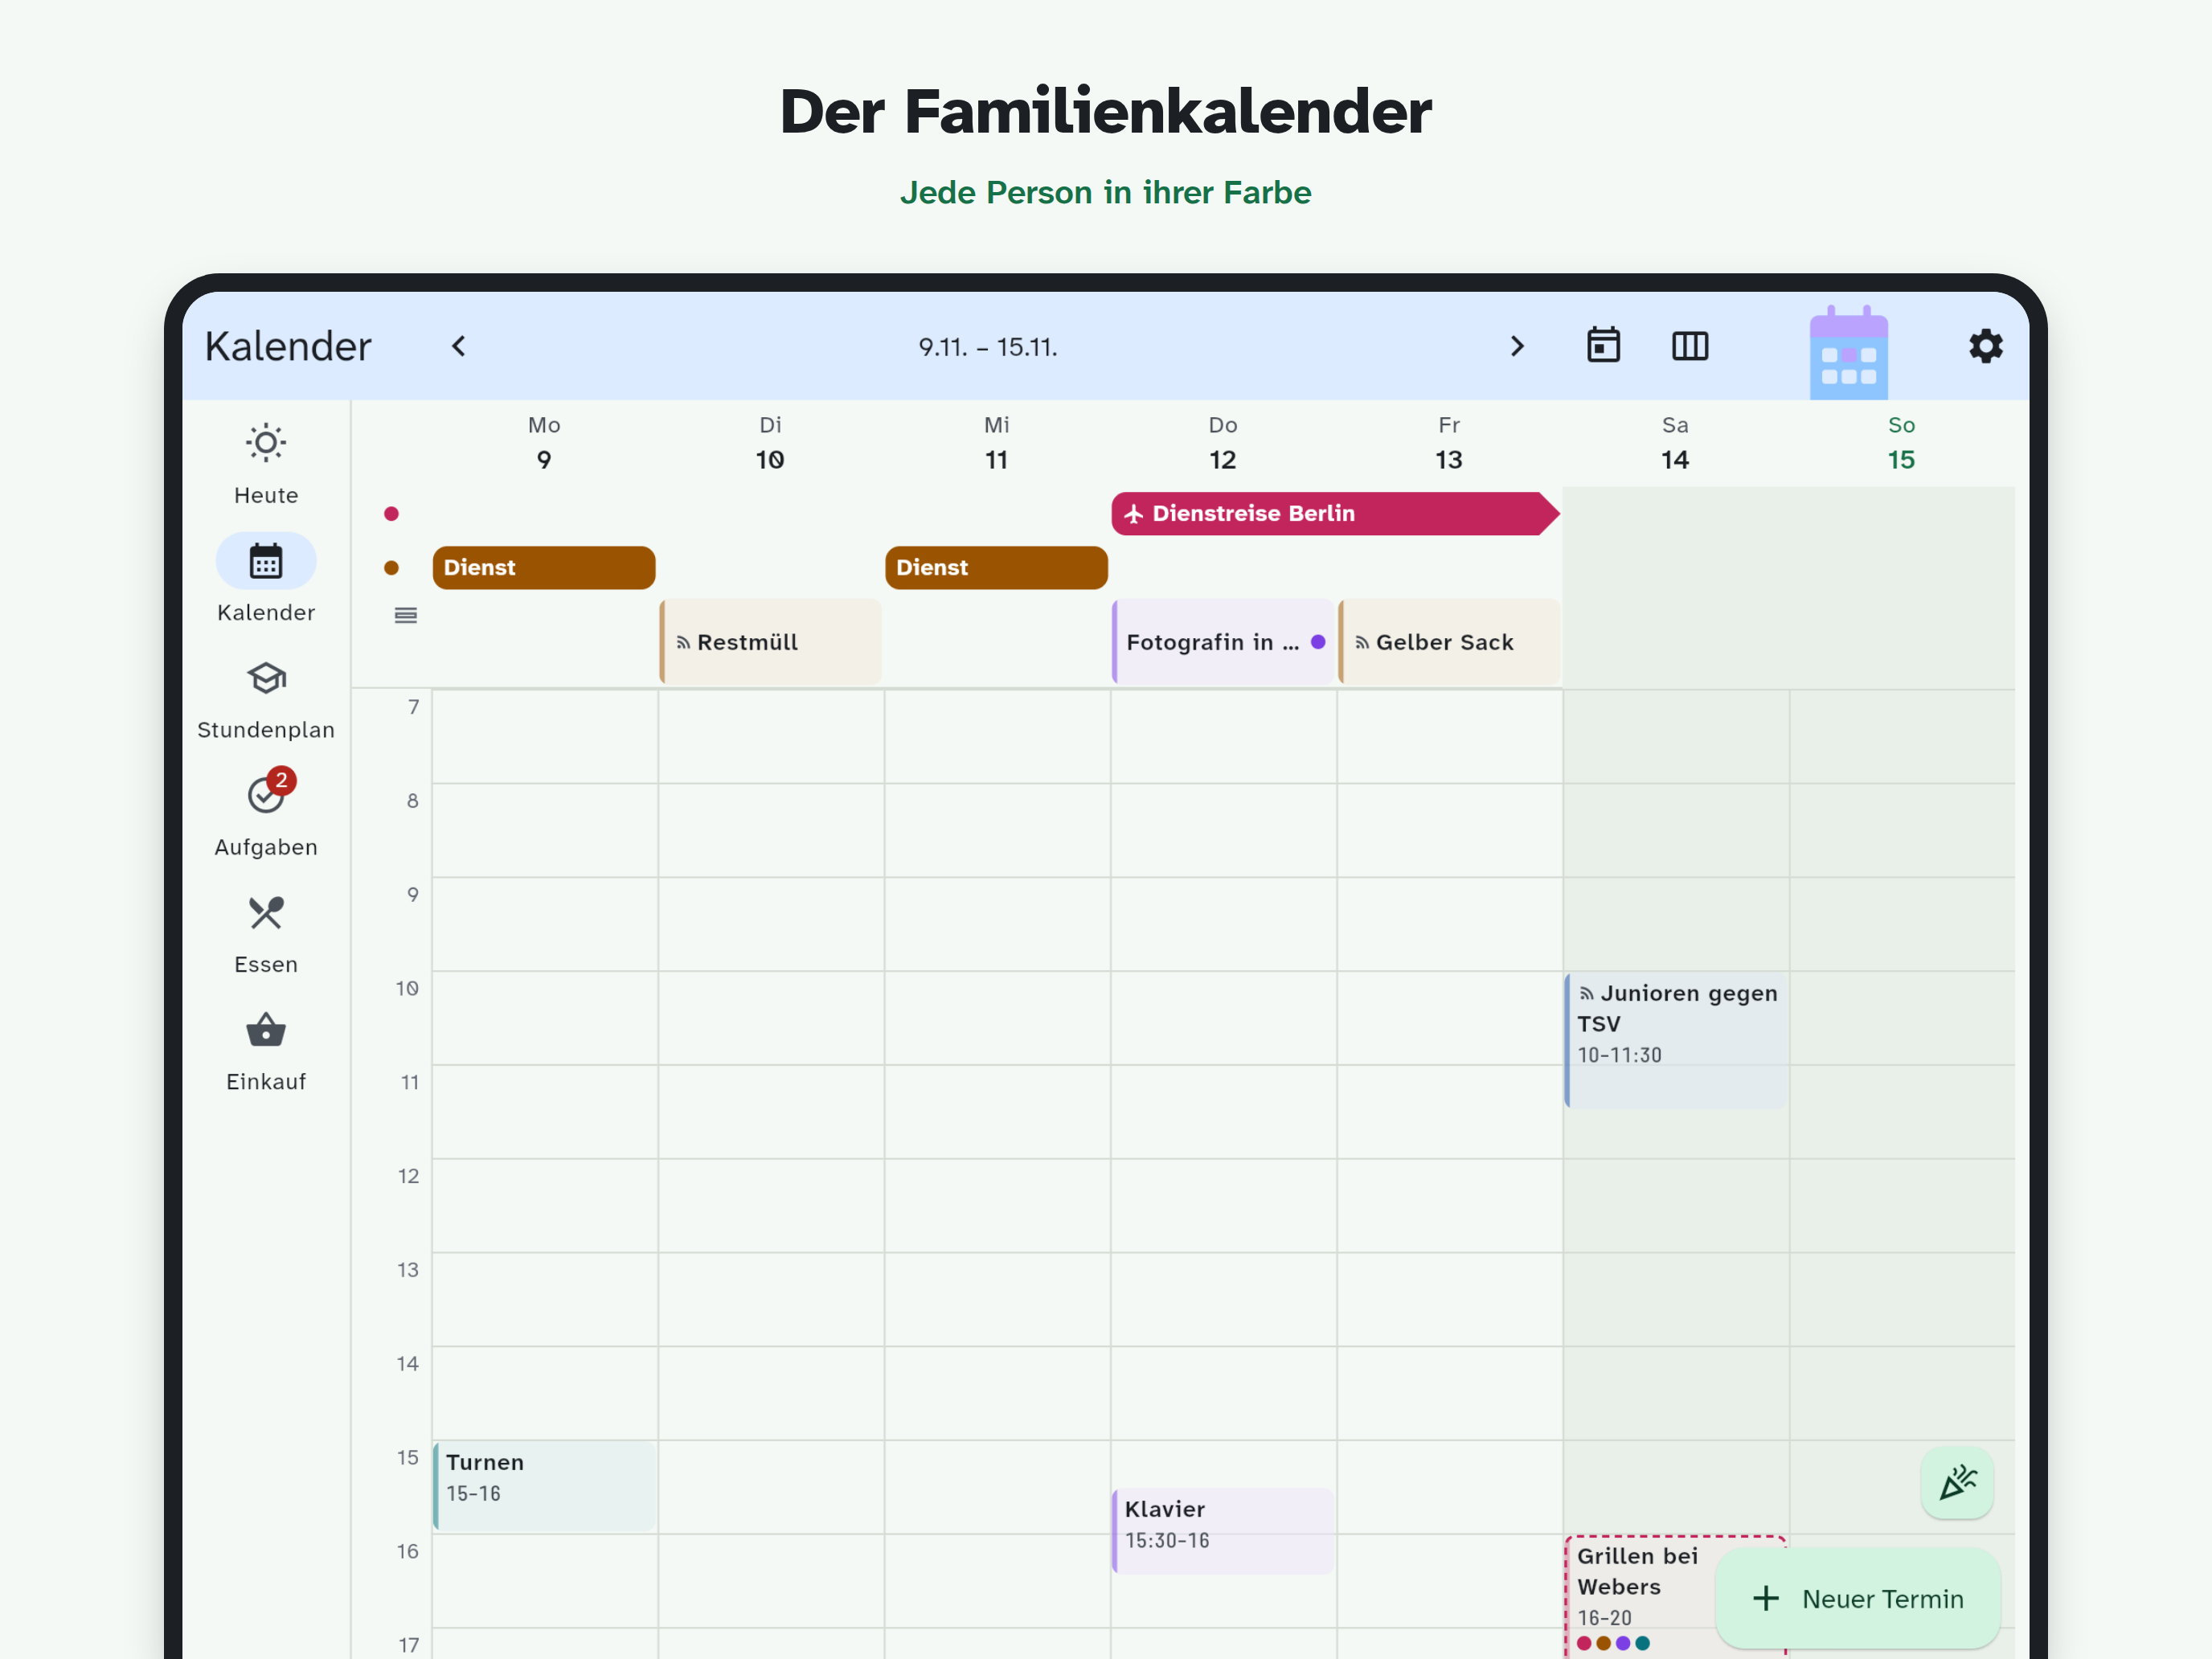 Der Familienkalender
Jede Person in ihrer Farbe
Kalender
9.11. – 15.11.
Mo
Di
Mi
Do
Fr
Sa
So
9
10
11
12
13
14
15
Heute
Kalender
Stundenplan
2
Aufgaben
Essen
Einkauf
Dienstreise Berlin
Dienst
Dienst
Restmüll
Fotografin in ...
Gelber Sack
7
8
9
10
11
12
13
14
15
16
17
Junioren gegen
TSV
10–11:30
Turnen
15–16
Klavier
15:30–16
Grillen bei
Webers
16–20
Neuer Termin